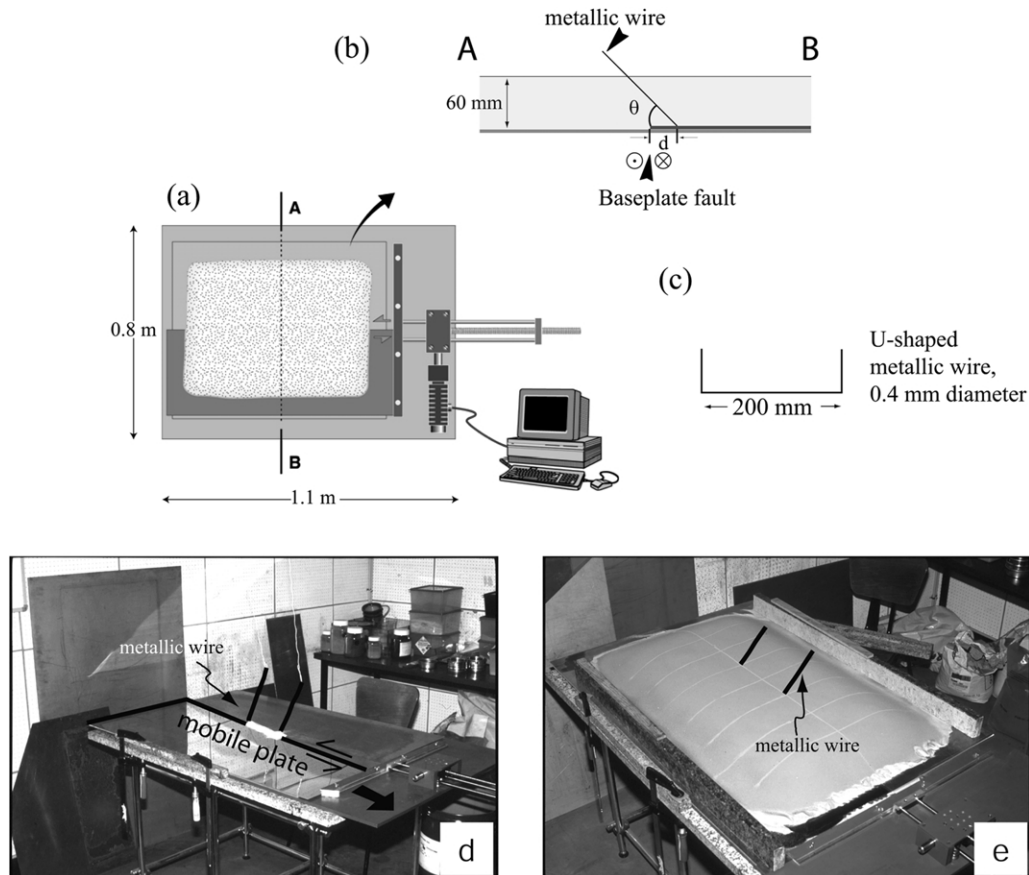 metallic wire
(b)
A
B
60 mm
θ
d
Baseplate fault
(a)
A
0.8 m
B
1.1 m
(c)
200 mm
U-shaped
metallic wire,
0.4 mm diameter
metallic wire
mobile plate
d
metallic wire
e